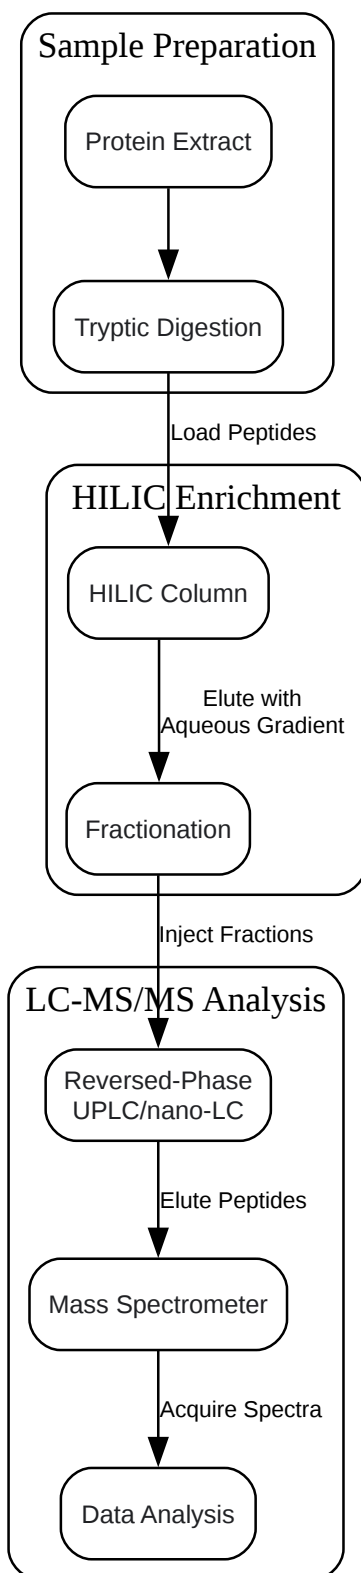 Sample Preparation
Protein Extract
Tryptic Digestion
Load Peptides
HILIC Enrichment
HILIC Column
Elute with
Aqueous Gradient
Fractionation
Inject Fractions
LC-MS/MS Analysis
Reversed-Phase
UPLC/nano-LC
Elute Peptides
Mass Spectrometer
Acquire Spectra
Data Analysis